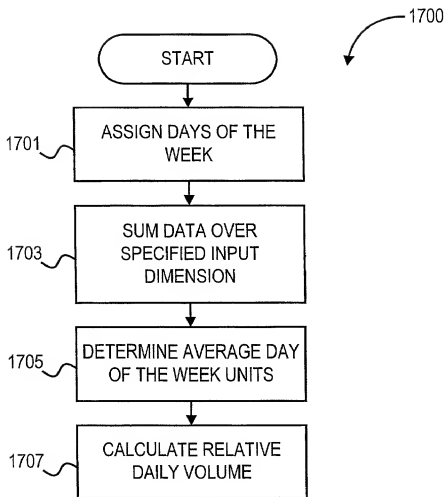 1700
START
1701
ASSIGN DAYS OF THE
WEEK
1703
SUM DATA OVER
SPECIFIED INPUT
DIMENSION
1705
DETERMINE AVERAGE DAY
OF THE WEEK UNITS
1707
CALCULATE RELATIVE
DAILY VOLUME